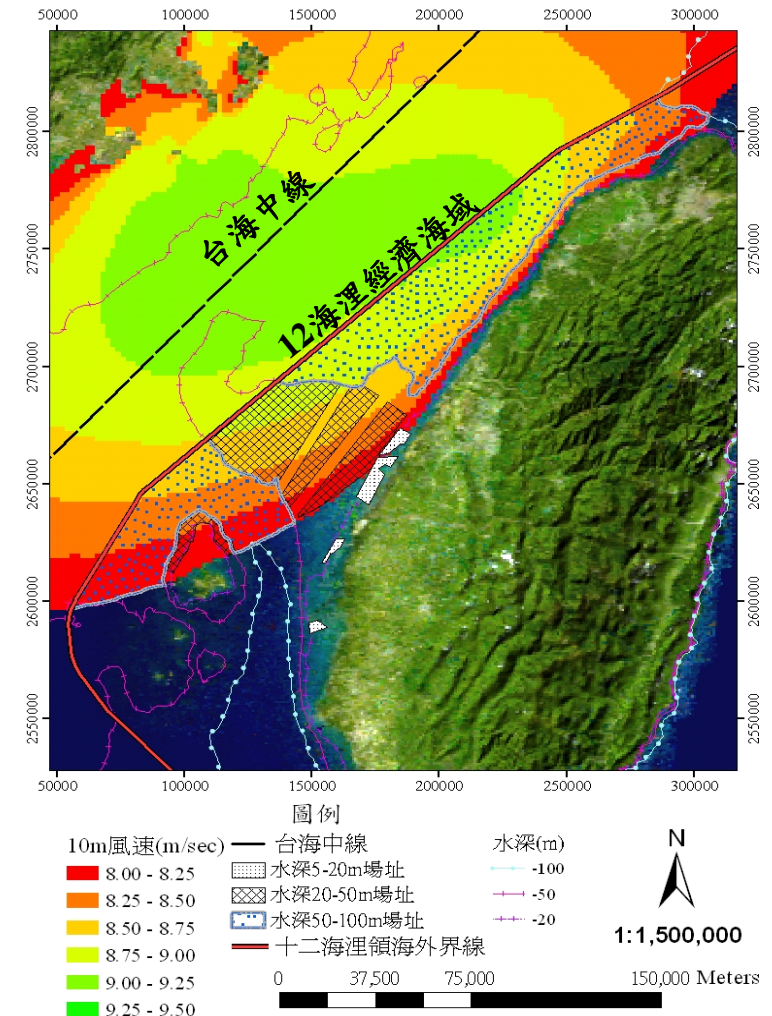 50000 100000 150000 200000 250000 300000
2800000 2800000
2750000 2750000
2700000 2700000
2650000 2650000
2600000 2600000
2550000 2550000
台海中線
12海浬經濟海域
50000 100000 150000 200000 250000 300000
圖例
10m風速(m/sec)
8.00 - 8.25
8.25 - 8.50
8.50 - 8.75
8.75 - 9.00
9.00 - 9.25
9.25 - 9.50
台海中線
水深5-20m場址
水深20-50m場址
水深50-100m場址
十二海浬領海外界線
水深(m)
-100
-50
-20
N
1:1,500,000
0 37,500 75,000 150,000 Meters